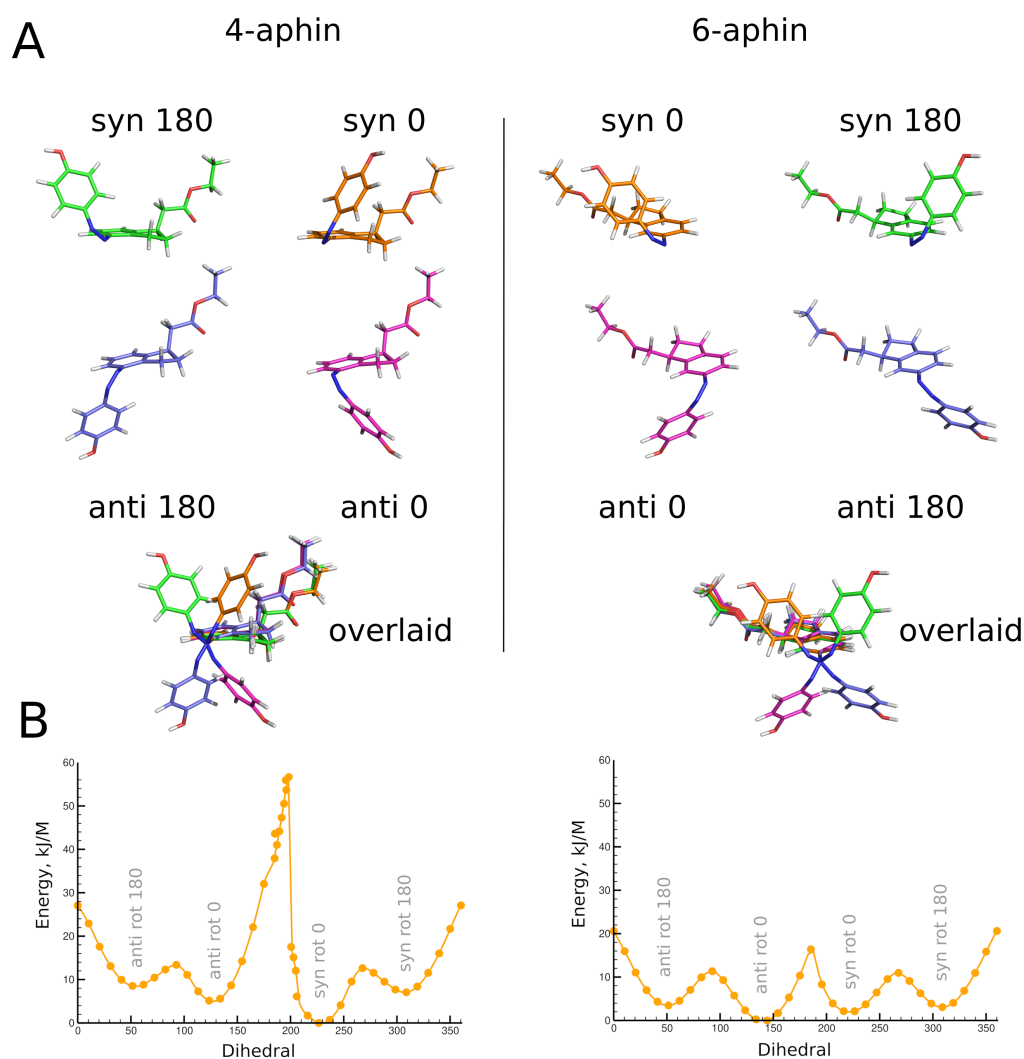 A
4-aphin
6-aphin
syn 180
syn 0
syn 0
syn 180
anti 180
anti 0
anti 0
anti 180
overlaid
overlaid
B
Energy, kJ/M
60
50
40
30
20
10
0
anti rot 180
anti rot 0
syn rot 0
syn rot 180
0 50 100 150 200 250 300 350
Dihedral
Energy, kJ/M
60
50
40
30
20
10
0
anti rot 180
anti rot 0
syn rot 0
syn rot 180
0 50 100 150 200 250 300 350
Dihedral